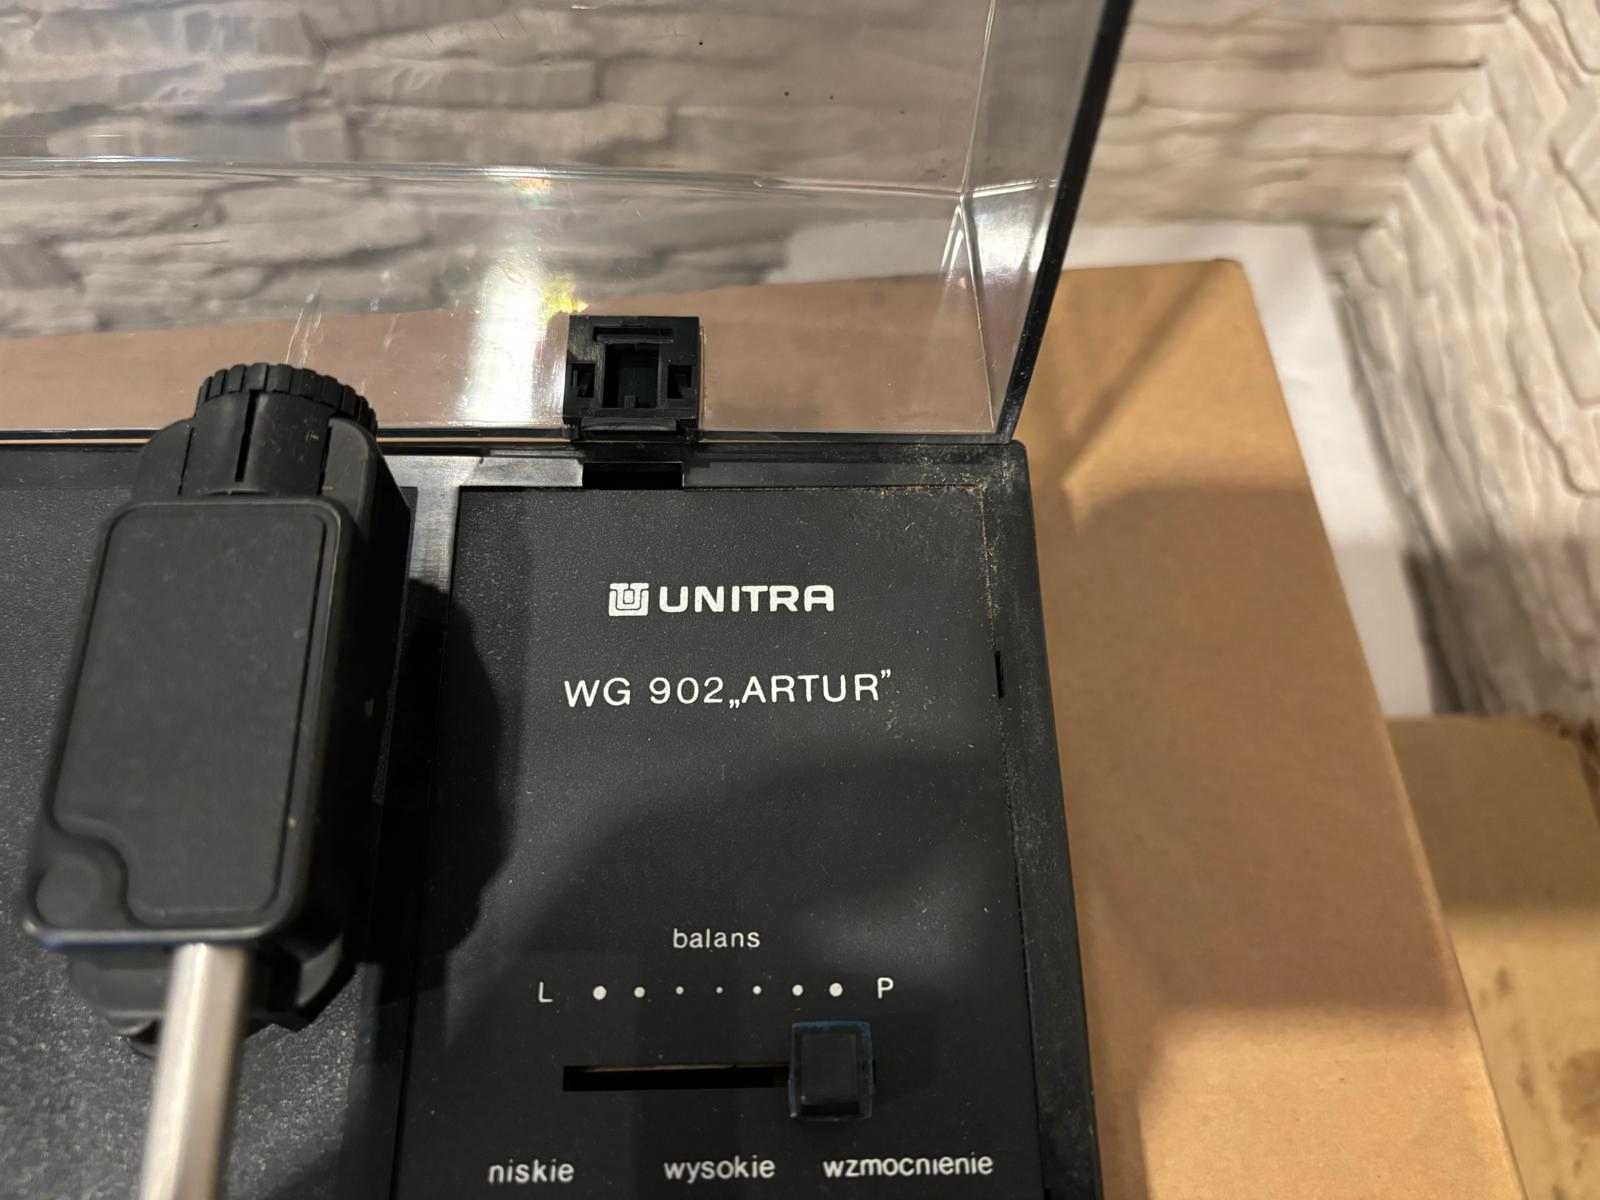 UNITRA
WG 902 „ARTUR”
balans
L P
niskie wysokie wzmocnienie